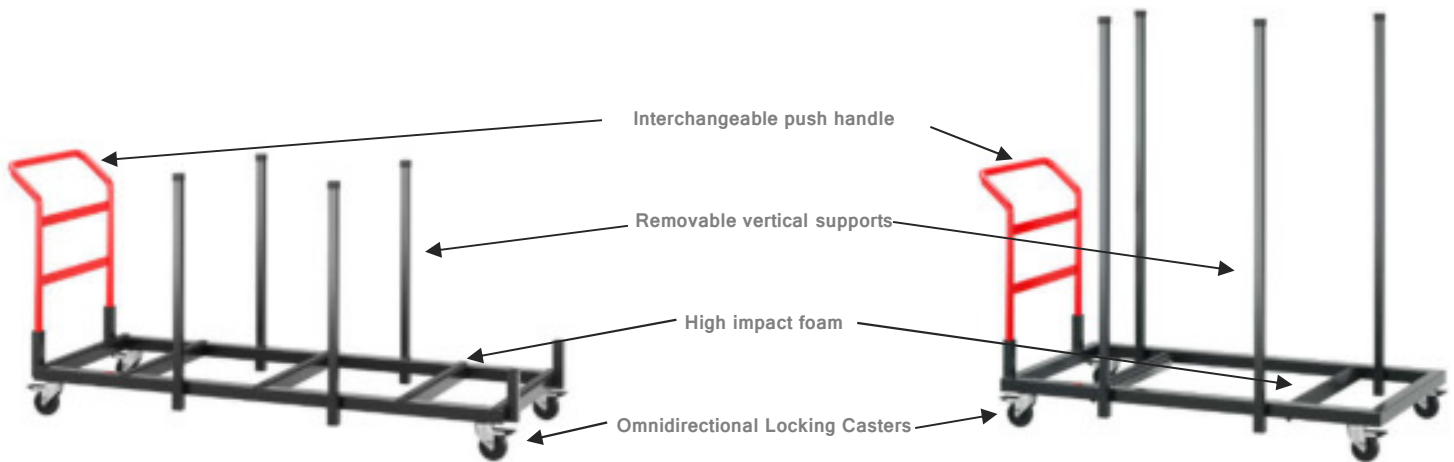 Interchangeable push handle
Removable vertical supports
High impact foam
Omnidirectional Locking Casters